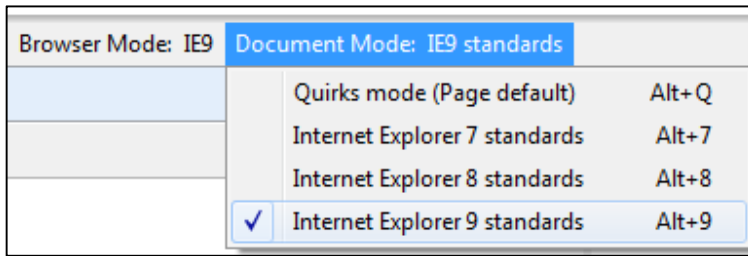 Browser Mode: IE9 Document Mode: IE9 standards
Quirks mode (Page default) Alt+Q
Internet Explorer 7 standards Alt+7
Internet Explorer 8 standards Alt+8
Internet Explorer 9 standards Alt+9